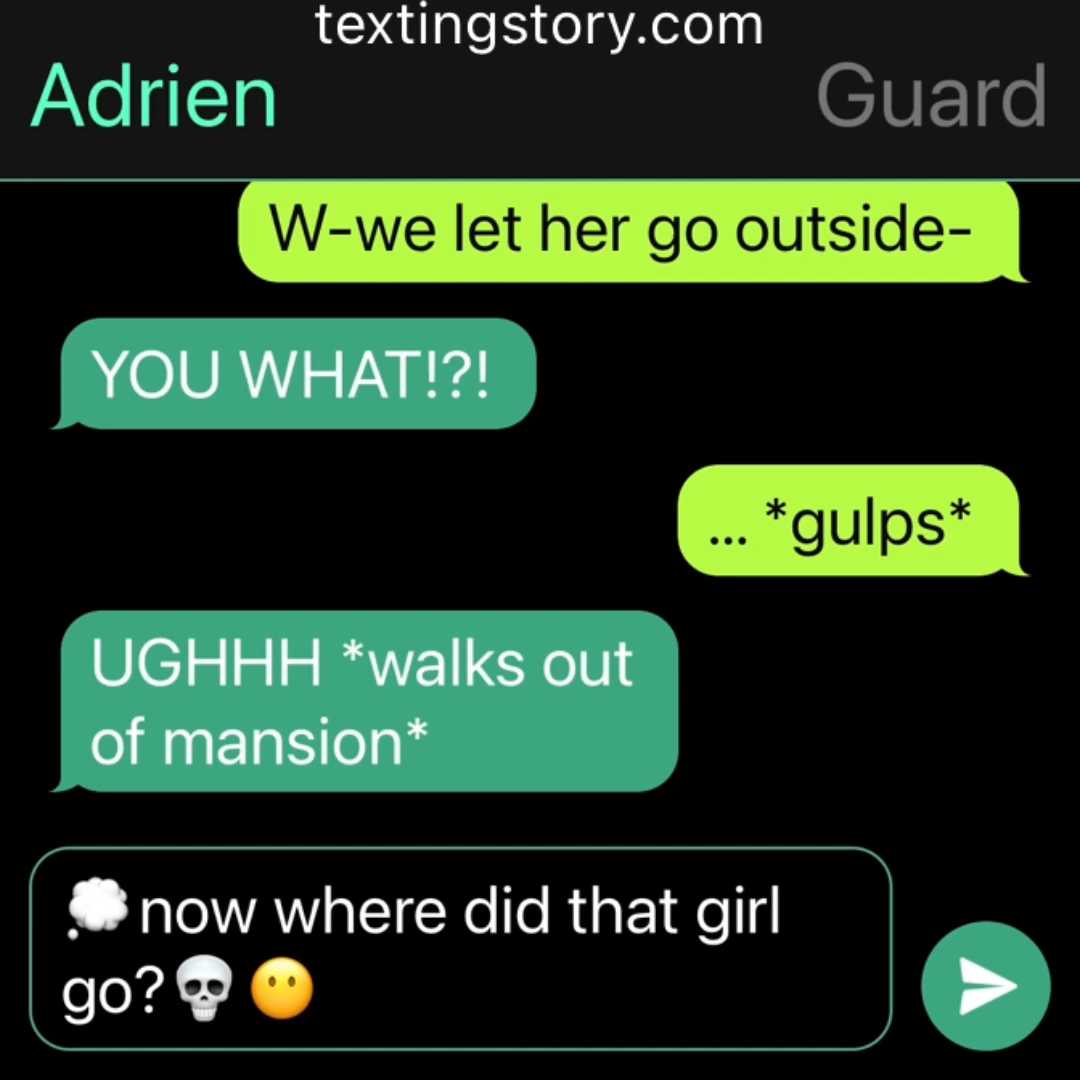 textingstory.com
Adrien Guard
W-we let her go outside-
YOU WHAT!?!
... *gulps*
UGHHH *walks out
of mansion*
💭now where did that girl
go?💀😶